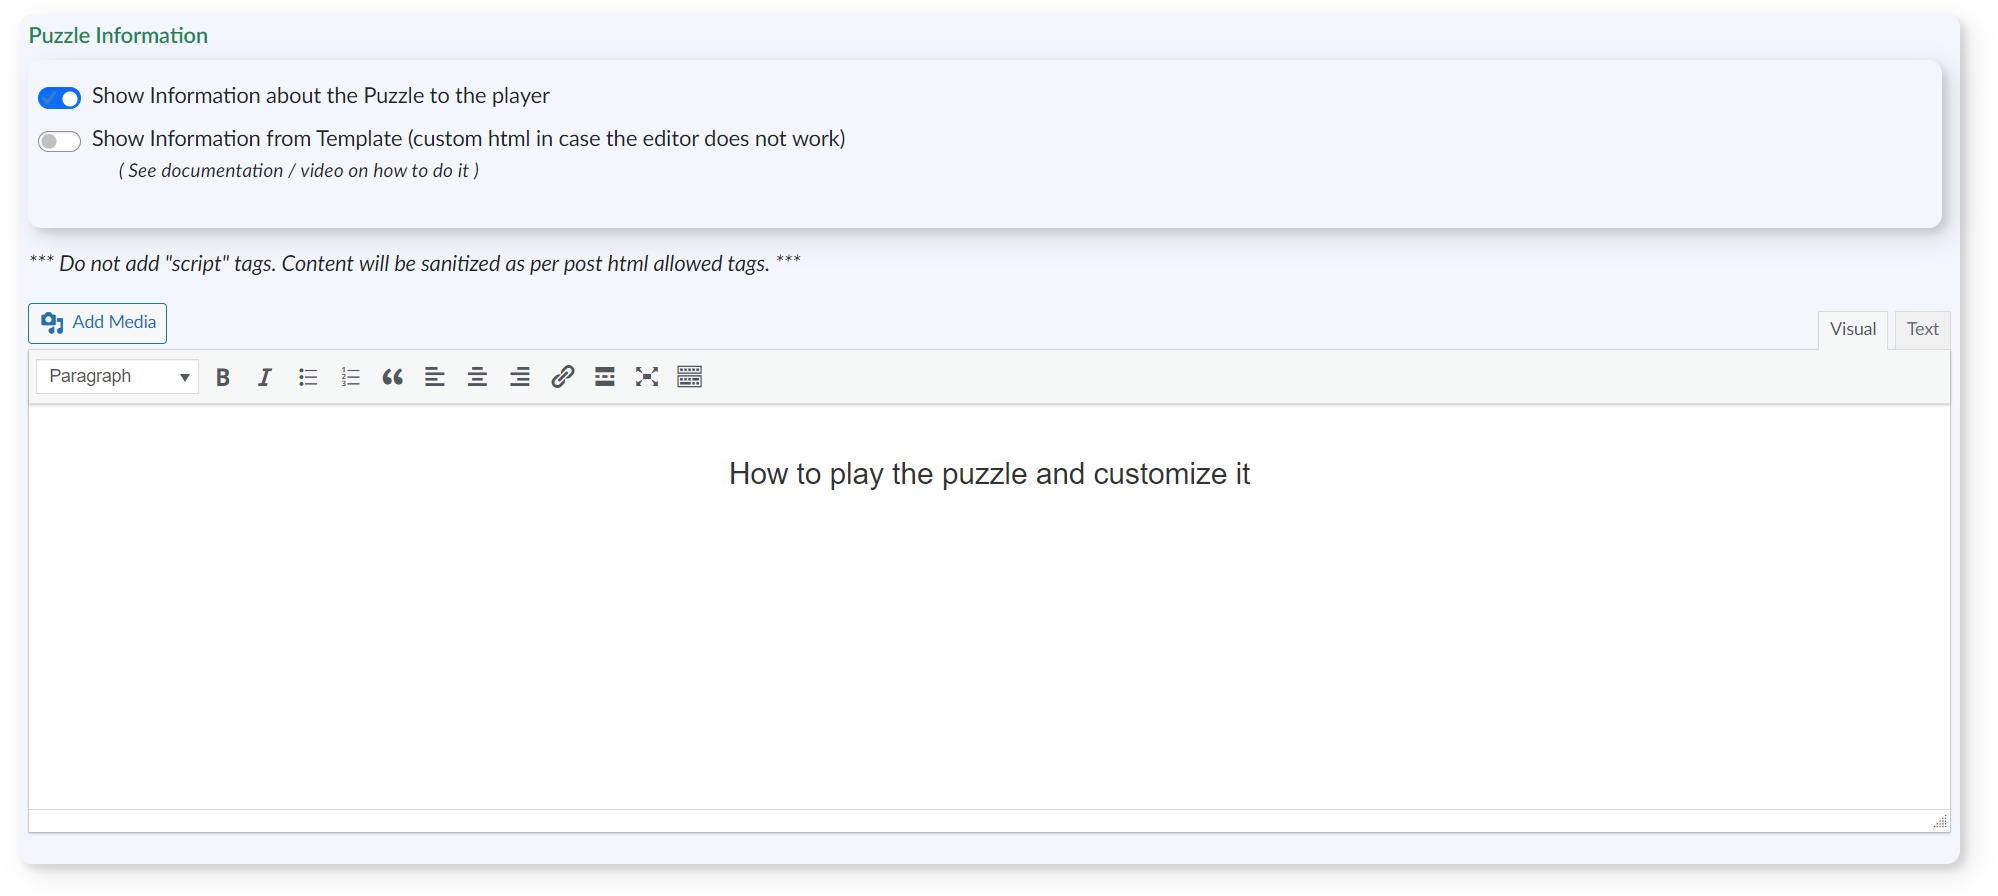 Puzzle Information
Show Information about the Puzzle to the player
Show Information from Template (custom html in case the editor does not work)
( See documentation / video on how to do it )
*** Do not add "script" tags. Content will be sanitized as per post html allowed tags. ***
Add Media
Visual
Text
Paragraph
How to play the puzzle and customize it